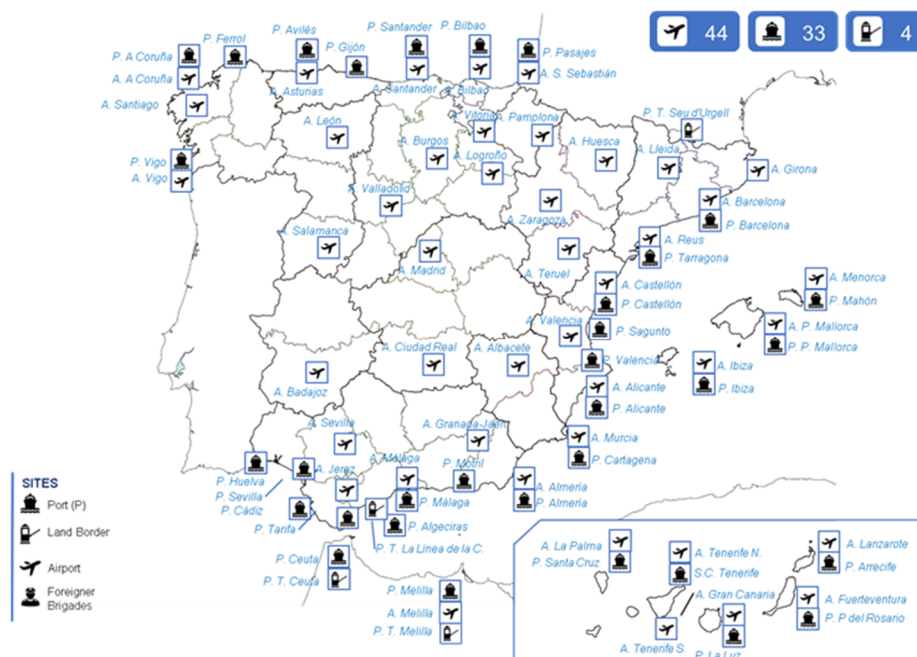 44
33
4
P. Avilés
P. Santander
P. Bilbao
P. Ferrol
P. Gijón
P. Pasajes
P. A Coruña
A. A Coruña
A. Asturias
A. Santander
A. Bilbao
A. S. Sebastián
A. Santiago
A. León
A. Vitoria
A. Pamplona
P. T. Seu d'Urgell
A. Burgos
A. Huesca
A. Lleida
P. Vigo
A. Vigo
A. Logroño
A. Girona
A. Valladolid
A. Zaragoza
A. Barcelona
P. Barcelona
A. Salamanca
A. Madrid
A. Reus
P. Tarragona
A. Teruel
A. Castellón
P. Castellón
A. Menorca
P. Mahón
A. Valencia
P. Sagunto
A. P. Mallorca
P. P. Mallorca
A. Ciudad Real
A. Albacete
P. Valencia
A. Ibiza
P. Ibiza
A. Badajoz
A. Alicante
P. Alicante
A. Sevilla
A. Granada-Jaén
A. Murcia
P. Cartagena
A. Málaga
P. Motril
P. Huelva
A. Jerez
P. Sevilla
P. Cádiz
P. Málaga
A. Almería
P. Almería
P. Tarifa
P. Algeciras
P. T. La Línea de la C.
P. Ceuta
P. T. Ceuta
P. Melilla
A. Melilla
P. T. Melilla
SITES
Port (P)
Land Border
Airport
Foreigner
Brigades
A. La Palma
P. Santa Cruz
A. Tenerife N.
S.C. Tenerife
A. Gran Canaria
A. Tenerife S.
P. La Luz
A. Lanzarote
P. Arrecife
A. Fuerteventura
P. P del Rosario